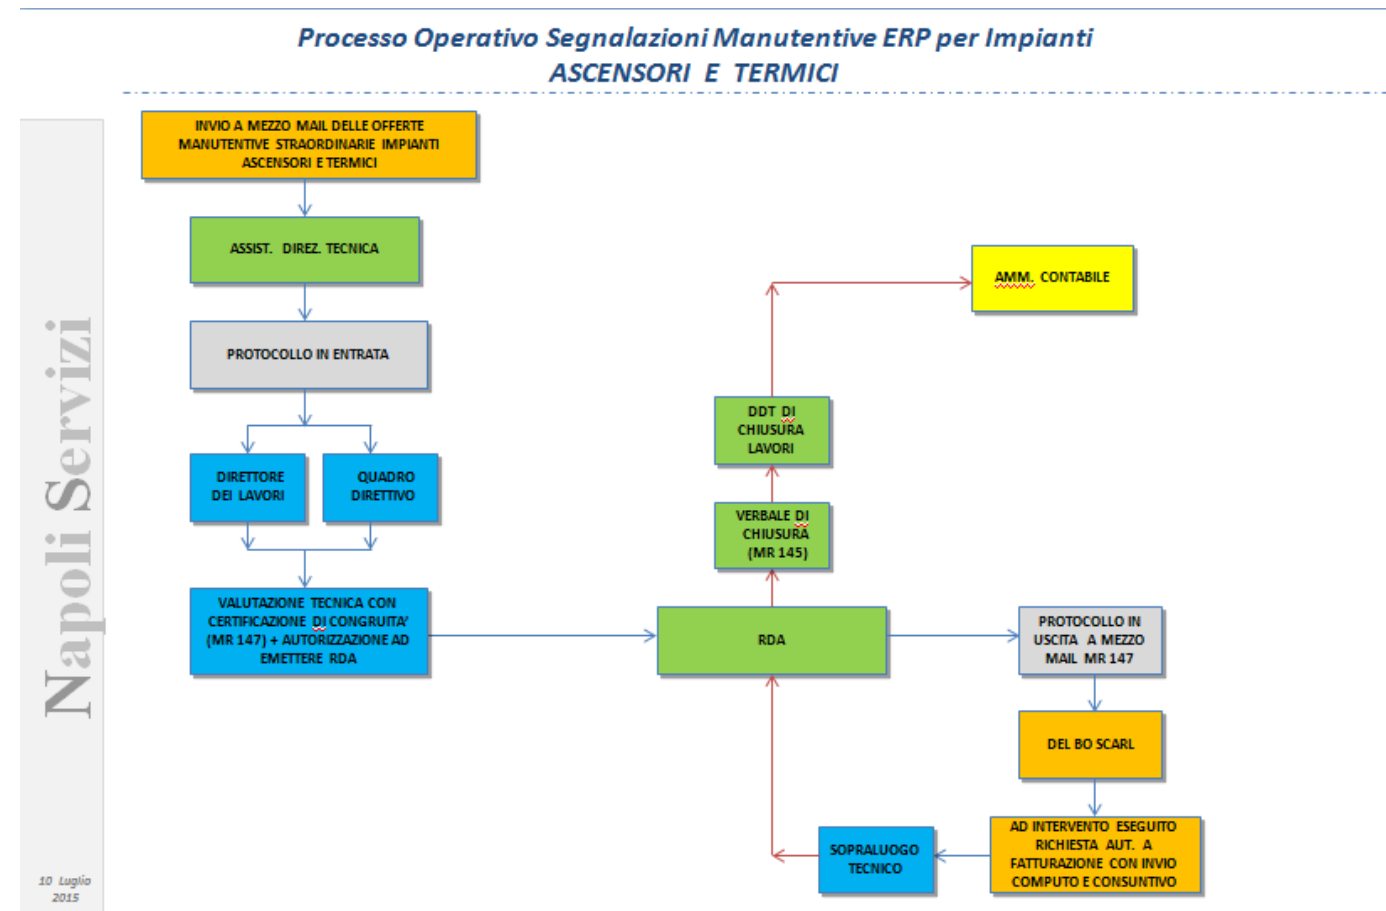 Processo Operativo Segnalazioni Manutentive ERP per Impianti
ASCENSORI E TERMICI
INVIO A MEZZO MAIL DELLE OFFERTE
MANUTENTIVE STRAORDINARIE IMPIANTI
ASCENSORI E TERMICI
ASSIST. DIREZ. TECNICA
PROTOCOLLO IN ENTRATA
DIRETTORE
DEI LAVORI
QUADRO
DIRETTIVO
VALUTAZIONE TECNICA CON
CERTIFICAZIONE DI CONGRUITA'
(MR 147) + AUTORIZZAZIONE AD
EMETTERE RDA
AMM. CONTABILE
DDT DI
CHIUSURA
LAVORI
VERBALE DI
CHIUSURA
(MR 145)
RDA
PROTOCOLLO IN
USCITA A MEZZO
MAIL MR 147
DEL BO SCARL
AD INTERVENTO ESEGUITO
RICHIESTA AUT. A
FATTURAZIONE CON INVIO
COMPUTO E CONSUNTIVO
SOPRALUOGO
TECNICO
Napoli Servizi
10 Luglio
2015